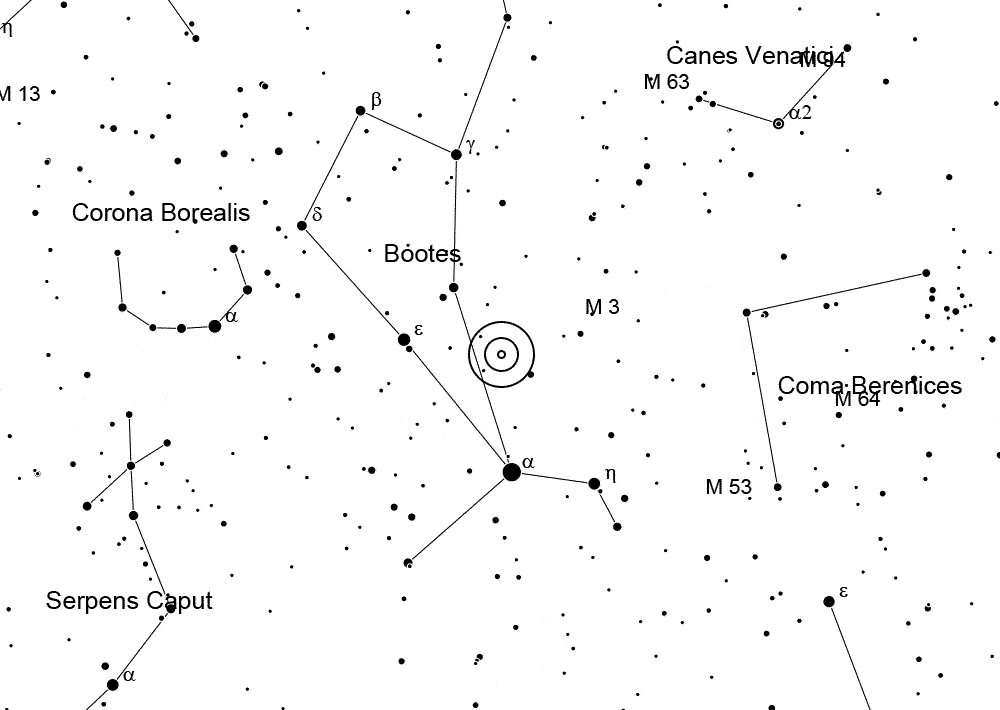 η
Canes Venatici
M 94
M 63
M 13
β
α2
γ
Corona Borealis
δ
Bootes
M 3
α
ε
Coma Berenices
M 64
α
η
M 53
ε
Serpens Caput
α